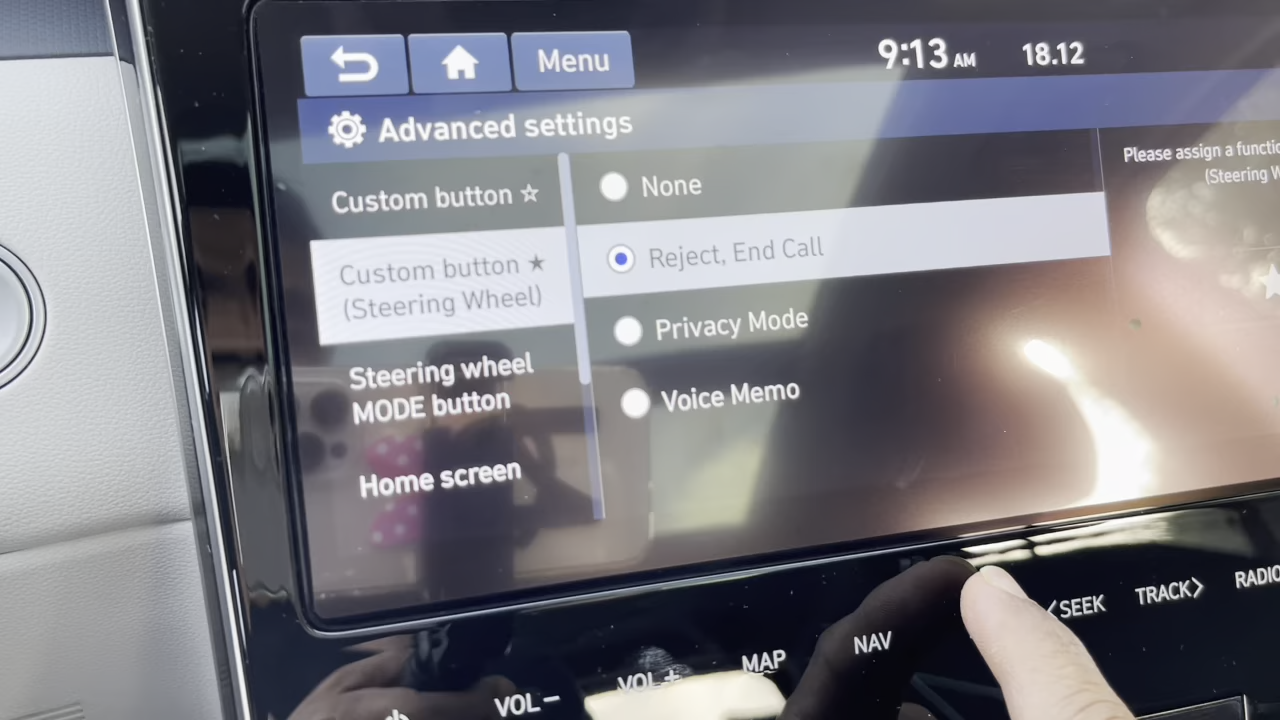 Menu
9:13 AM
18.12
Advanced settings
Custom button ☆
Custom button ★
(Steering Wheel)
Steering wheel
MODE button
Home screen
None
Reject, End Call
Privacy Mode
Voice Memo
Please assign a
(Steering
VOL−
VOL+
MAP
NAV
<SEEK
TRACK>
RADIO